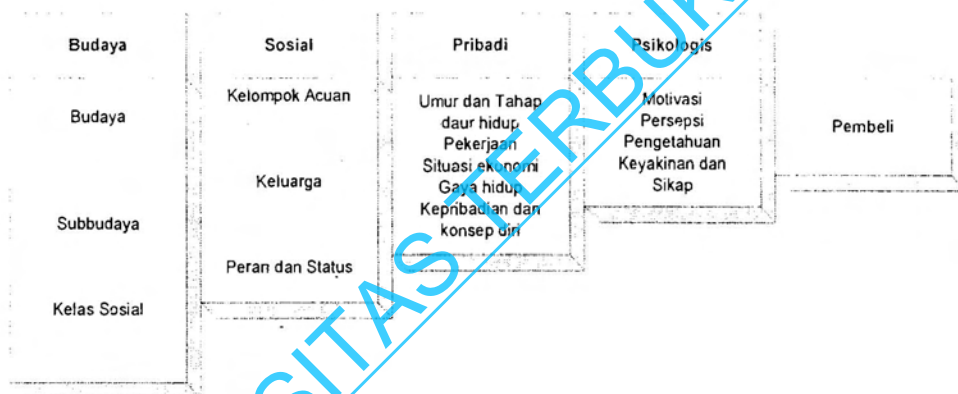 Budaya
Budaya
Subbudaya
Kelas Sosial
Sosial
Kelompok Acuan
Keluarga
Peran dan Status
Pribadi
Umur dan Tahap
daur hidup
Pekerjaan
Situasi ekonomi
Gaya hidup
Kepribadian dan
konsep diri
Psikologis
Motivasi
Persepsi
Pengetahuan
Keyakinan dan
Sikap
Pembeli
SITAS TERBUK